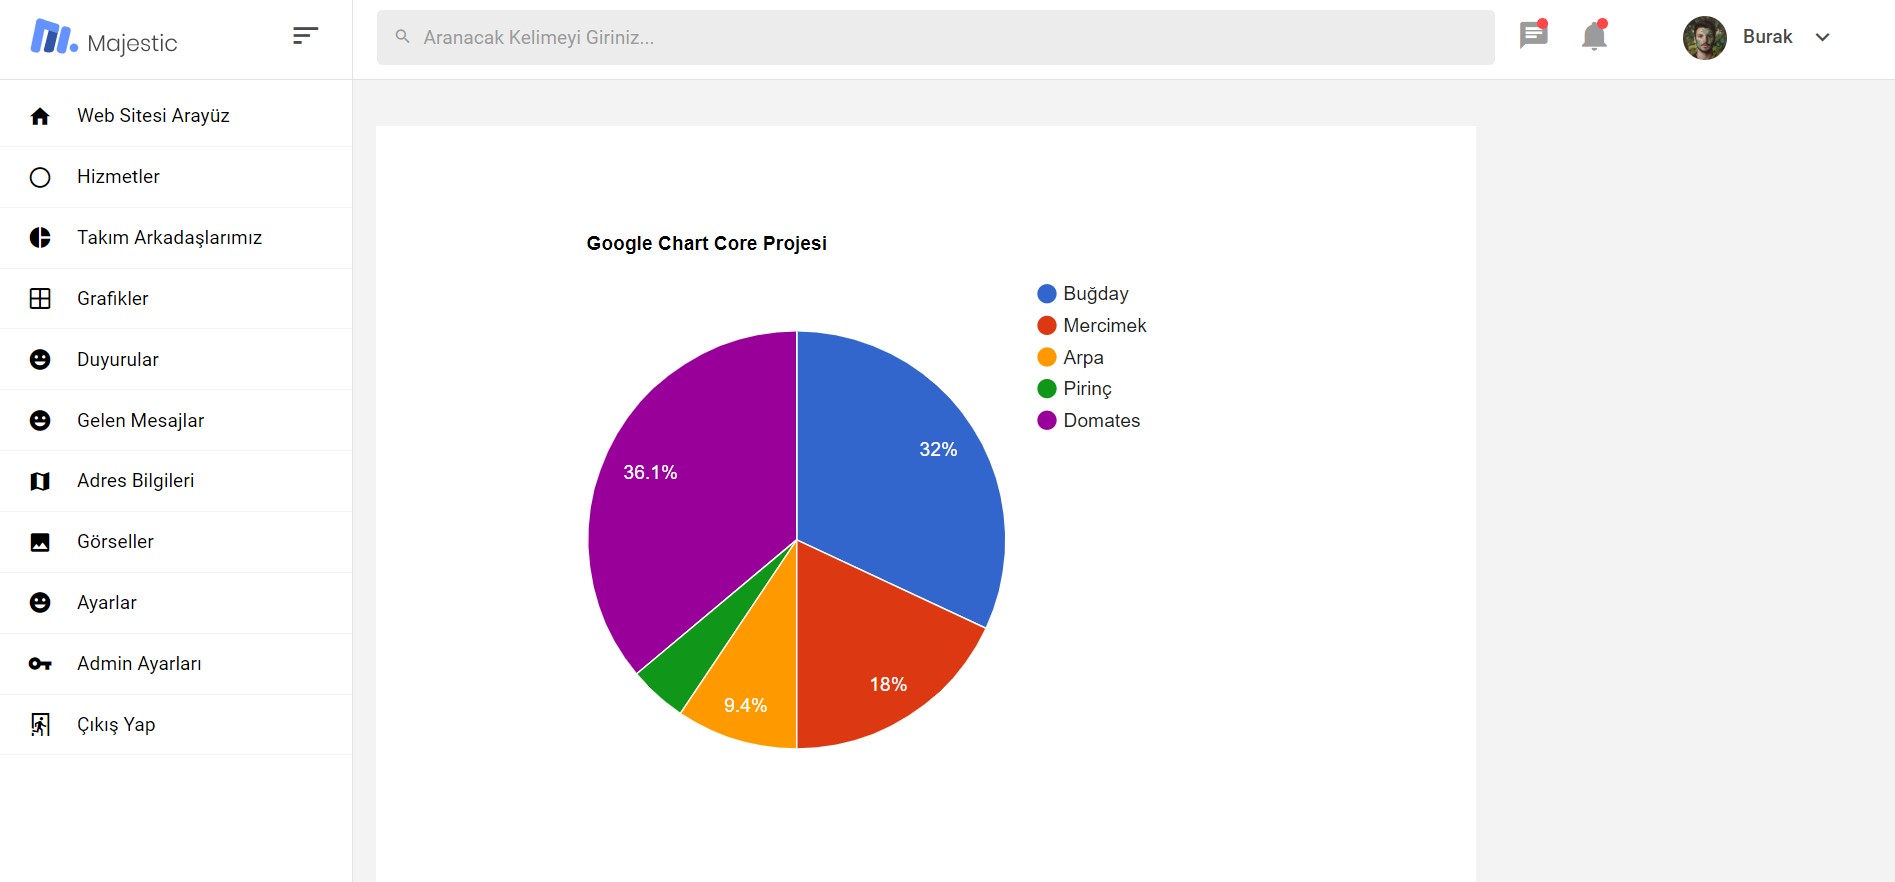 Majestic
Aranacak Kelimeyi Giriniz...
Burak
Web Sitesi Arayüz
Hizmetler
Takım Arkadaşlarımız
Grafikler
Duyurular
Gelen Mesajlar
Adres Bilgileri
Görseller
Ayarlar
Admin Ayarları
Çıkış Yap
Google Chart Core Projesi
Buğday
Mercimek
Arpa
Pirinç
Domates
32%
36.1%
18%
9.4%